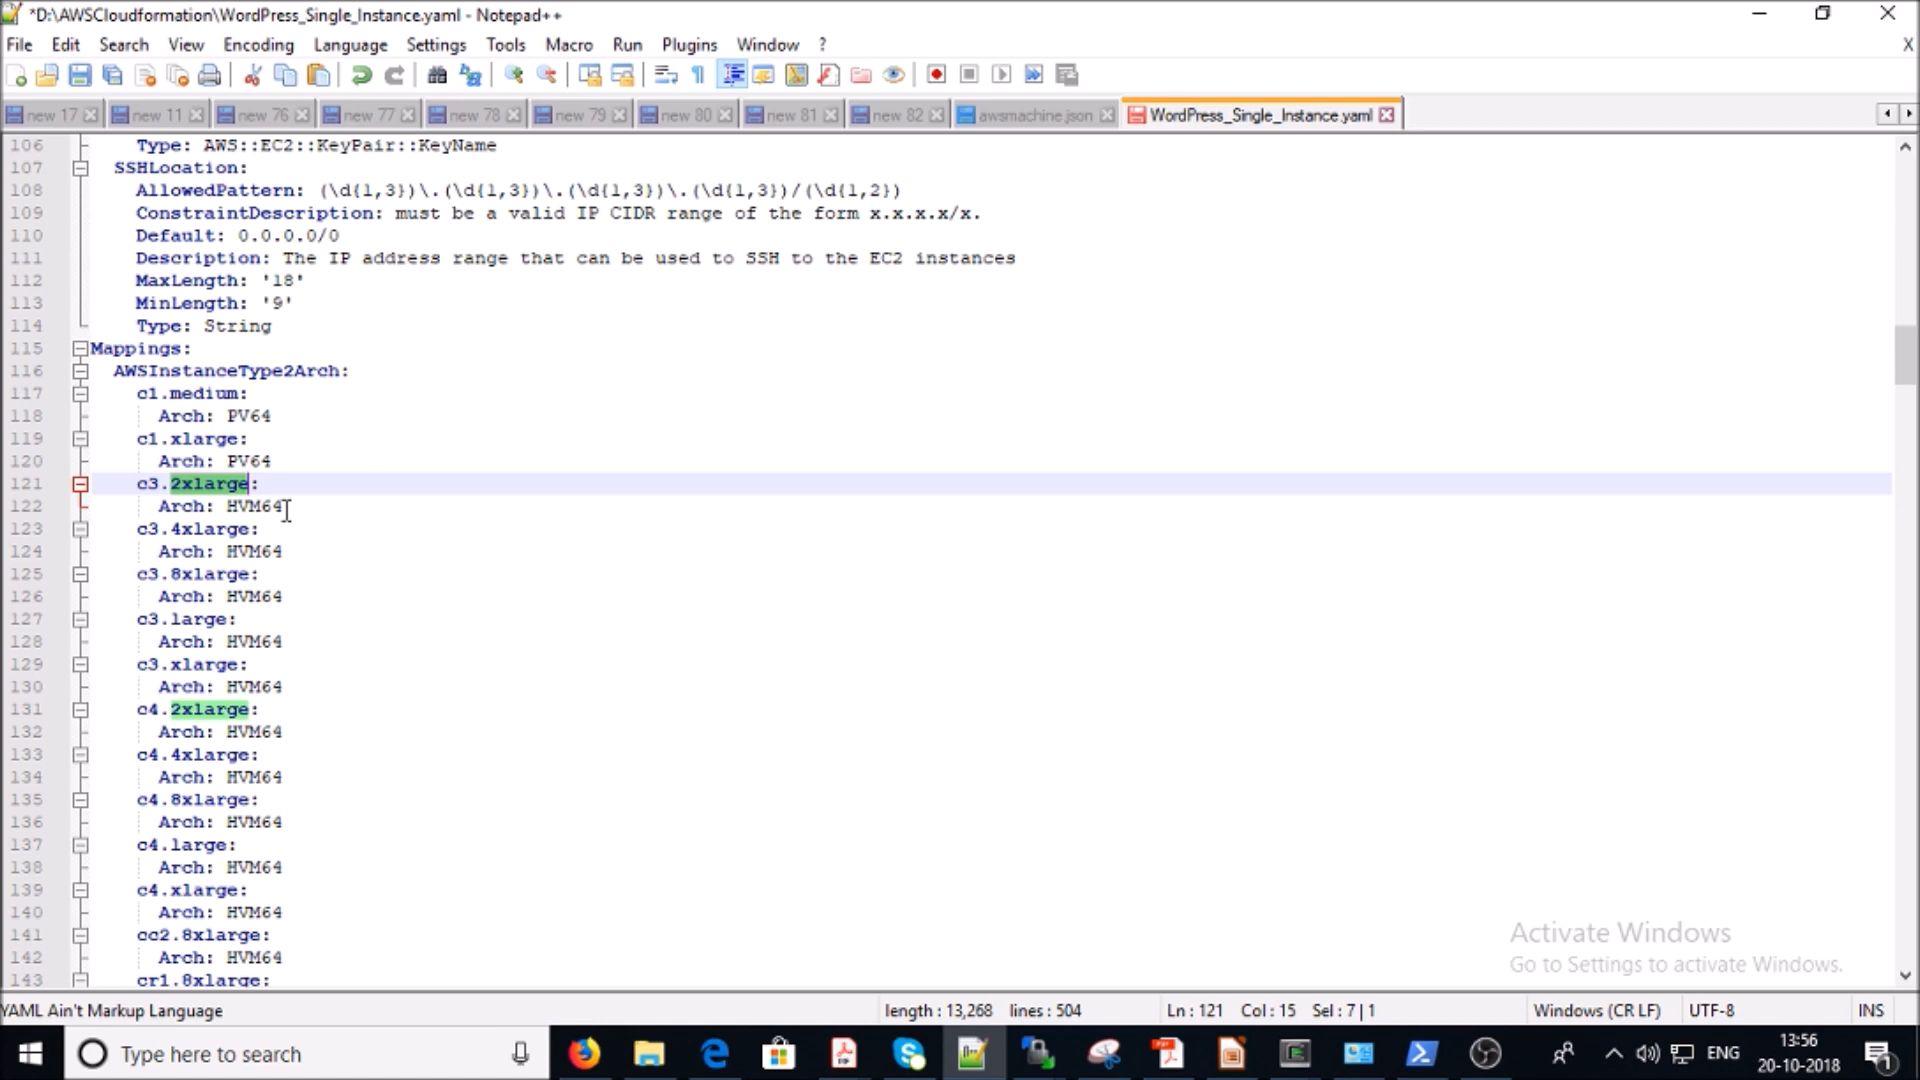 *D:\AWSCloudformation\WordPress_Single_Instance.yaml - Notepad++
File Edit Search View Encoding Language Settings Tools Macro Run Plugins Window ? X
new 17 new 11 new 76 new 77 new 78 new 79 new 80 new 81 new 82 awsmachine.json WordPress_Single_Instance.yaml
106 Type: AWS::EC2::KeyPair::KeyName
107 SSHLocation:
108 AllowedPattern: (\d{1,3})\.(\d{1,3})\.(\d{1,3})\.(\d{1,3})/(\d{1,2})
109 ConstraintDescription: must be a valid IP CIDR range of the form x.x.x.x/x.
110 Default: 0.0.0.0/0
111 Description: The IP address range that can be used to SSH to the EC2 instances
112 MaxLength: '18'
113 MinLength: '9'
114 Type: String
115 Mappings:
116 AWSInstanceType2Arch:
117 c1.medium:
118 Arch: PV64
119 c1.xlarge:
120 Arch: PV64
121 c3.2xlarge:
122 Arch: HVM64
123 c3.4xlarge:
124 Arch: HVM64
125 c3.8xlarge:
126 Arch: HVM64
127 c3.large:
128 Arch: HVM64
129 c3.xlarge:
130 Arch: HVM64
131 c4.2xlarge:
132 Arch: HVM64
133 c4.4xlarge:
134 Arch: HVM64
135 c4.8xlarge:
136 Arch: HVM64
137 c4.large:
138 Arch: HVM64
139 c4.xlarge:
140 Arch: HVM64
141 cc2.8xlarge:
142 Arch: HVM64
143 cr1.8xlarge:
Activate Windows
Go to Settings to activate Windows.
YAML Ain't Markup Language length : 13,268 lines : 504 Ln : 121 Col : 15 Sel : 7 | 1 Windows (CR LF) UTF-8 INS
Type here to search ENG 13:56
20-10-2018 1